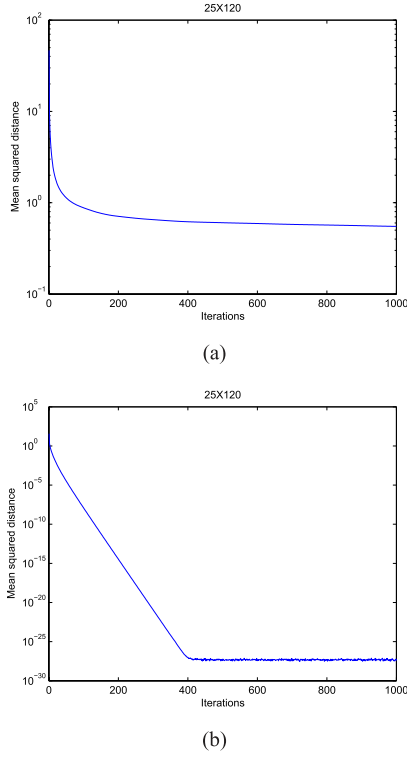 25X120
10^2
10^1
10^0
10^-1
Mean squared distance
0 200 400 600 800 1000
Iterations
(a)
25X120
10^5
10^0
10^-5
10^-10
10^-15
10^-20
10^-25
10^-30
Mean squared distance
0 200 400 600 800 1000
Iterations
(b)